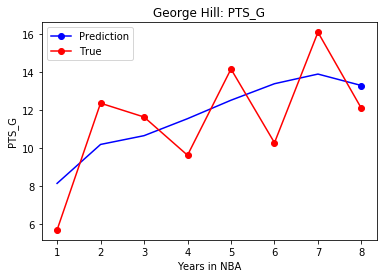 George Hill: PTS_G
Prediction
True
PTS_G
16
14
12
10
8
6
1 2 3 4 5 6 7 8
Years in NBA